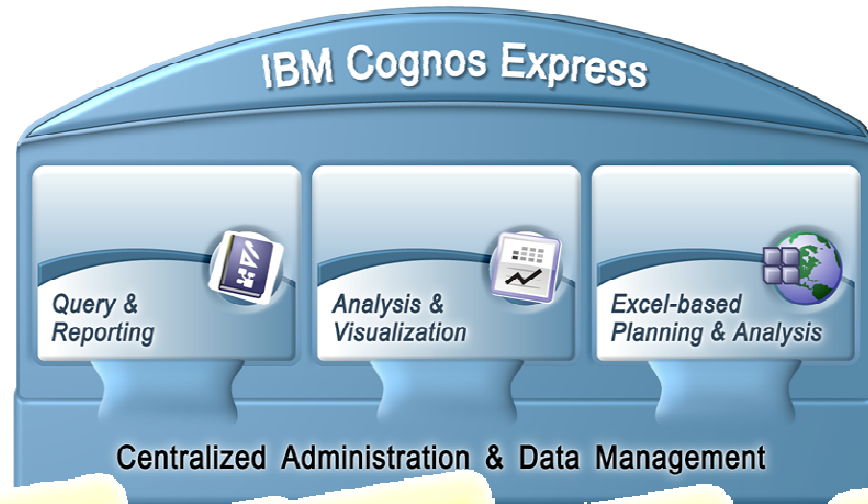 IBM Cognos Express
Query &
Reporting
Analysis &
Visualization
Excel-based
Planning & Analysis
Centralized Administration & Data Management